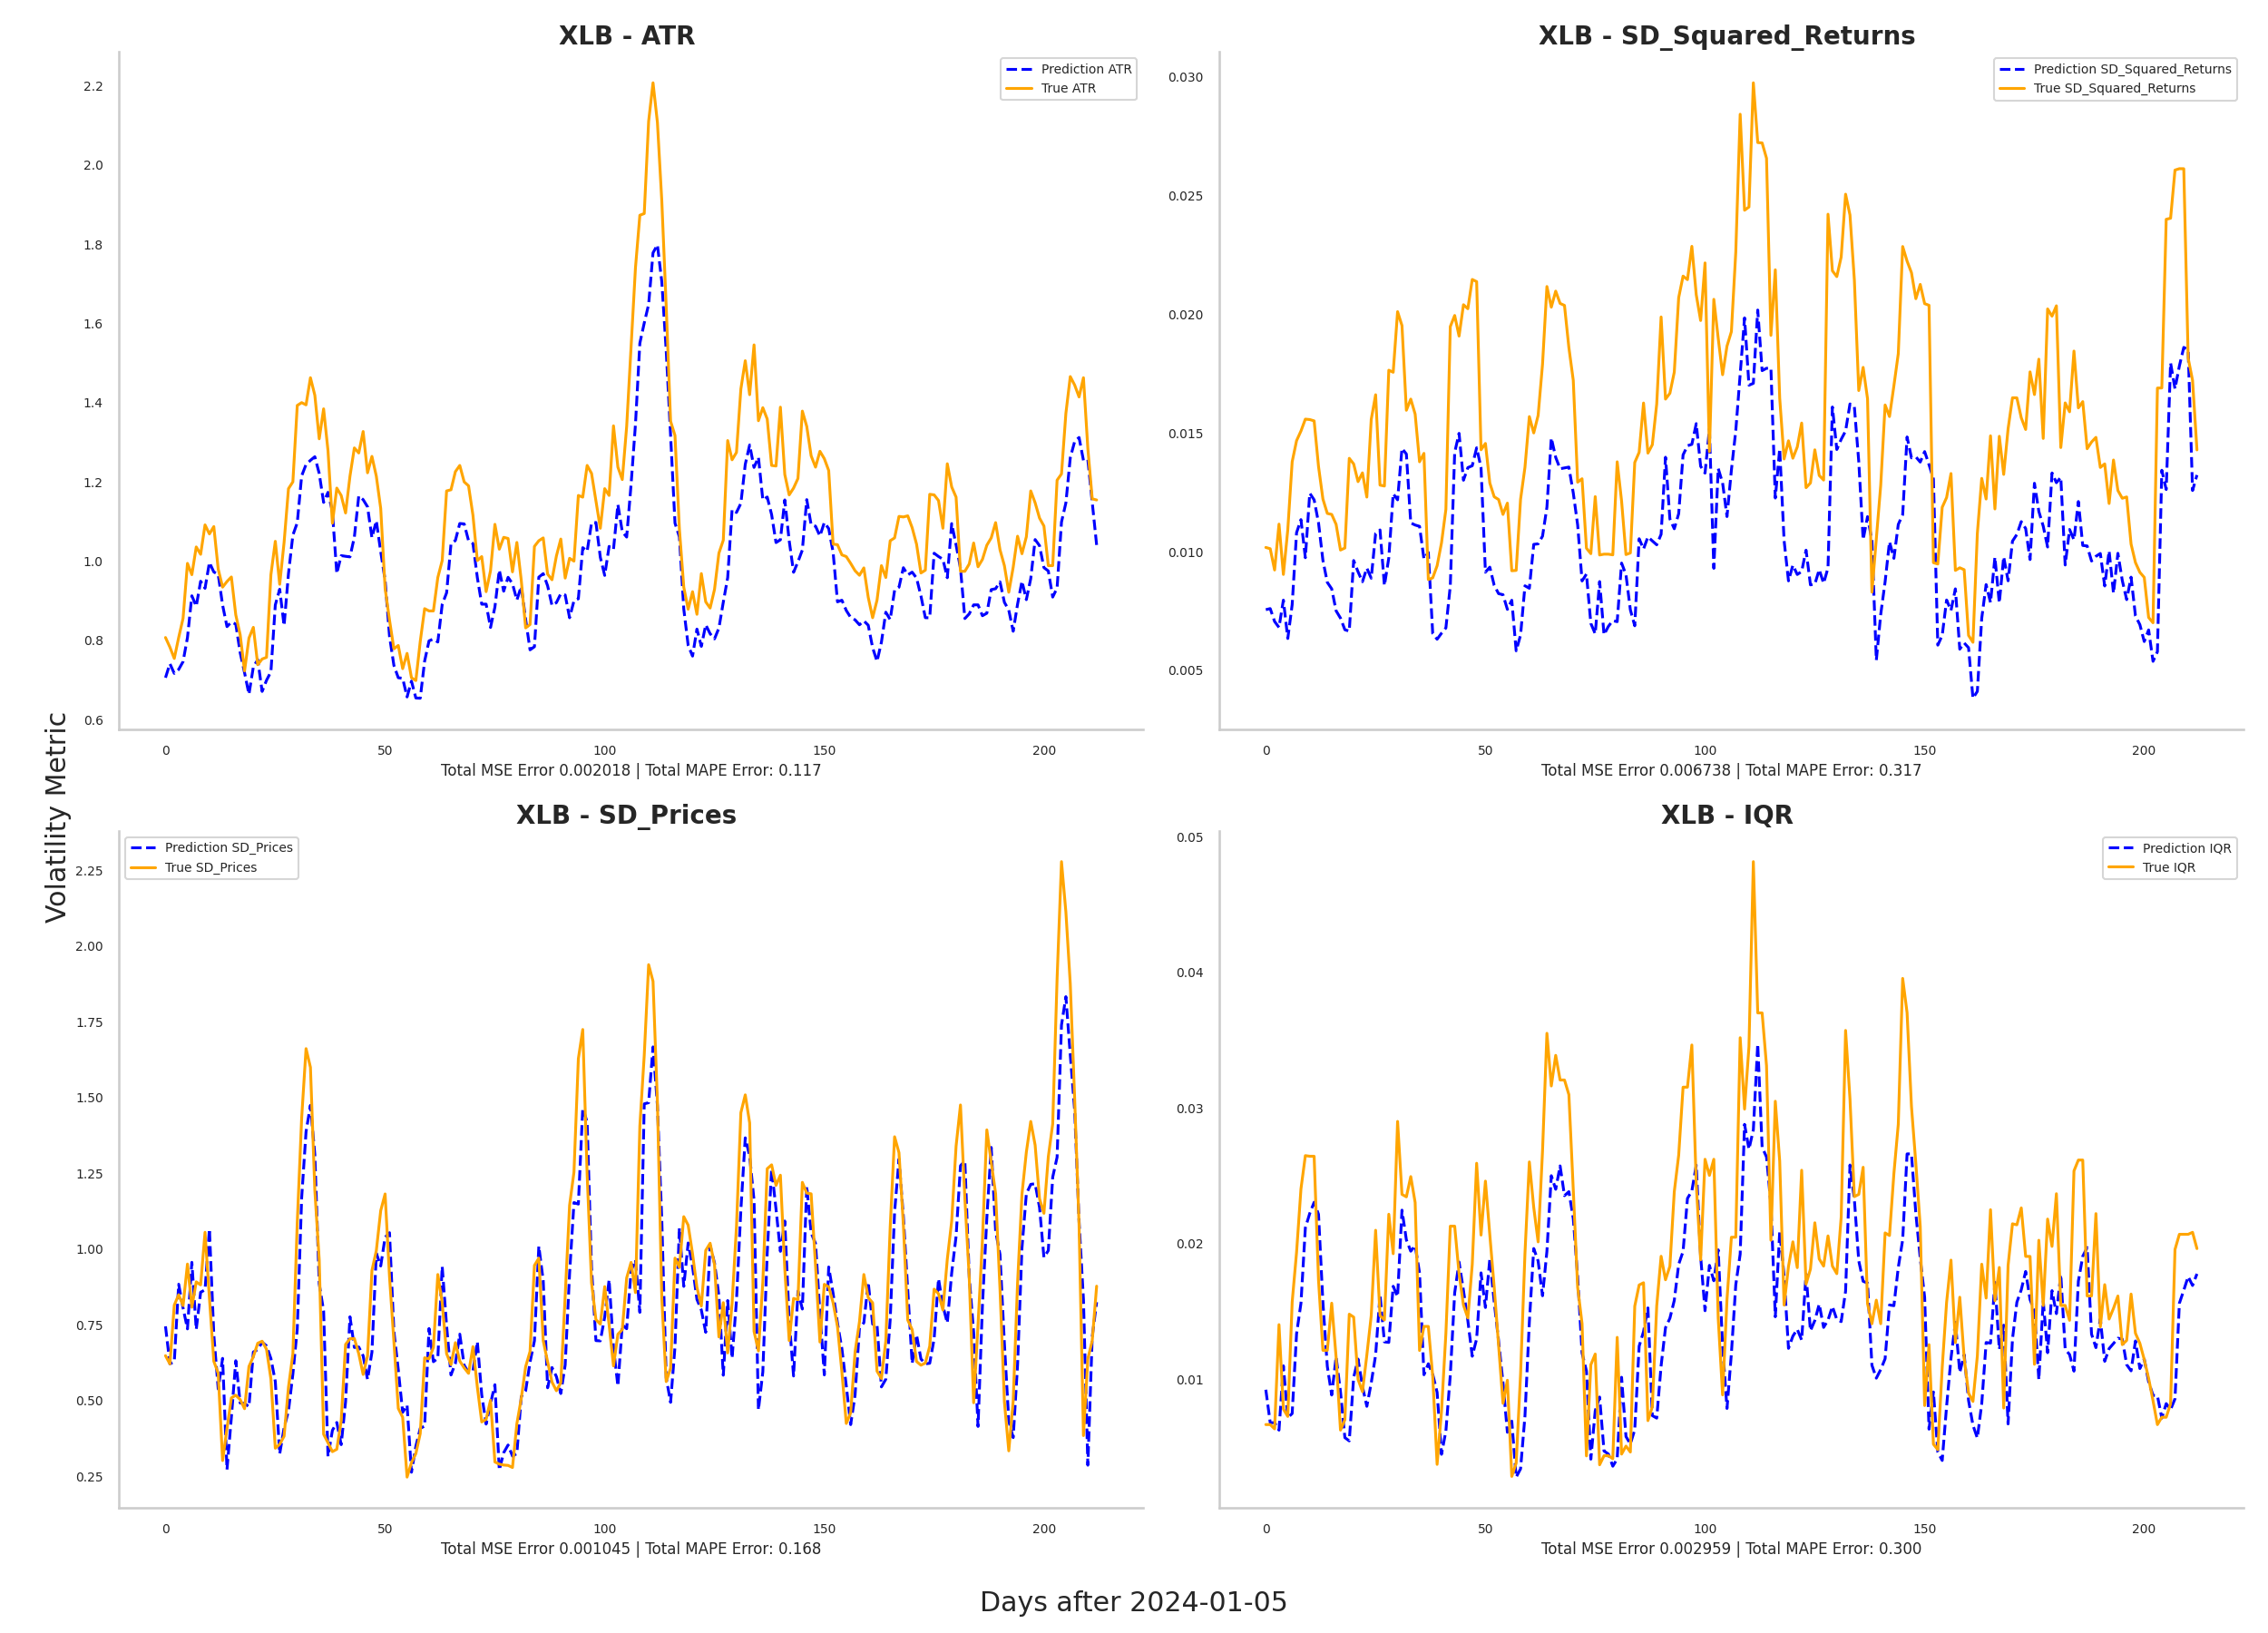 XLB - ATR
Prediction ATR
True ATR
2.2
2.0
1.8
1.6
1.4
1.2
1.0
0.8
0.6
0
50
100
150
200
Total MSE Error 0.002018 | Total MAPE Error: 0.117
XLB - SD_Squared_Returns
Prediction SD_Squared_Returns
True SD_Squared_Returns
0.030
0.025
0.020
0.015
0.010
0.005
0
50
100
150
200
Total MSE Error 0.006738 | Total MAPE Error: 0.317
Volatility Metric
XLB - SD_Prices
Prediction SD_Prices
True SD_Prices
2.25
2.00
1.75
1.50
1.25
1.00
0.75
0.50
0.25
0
50
100
150
200
Total MSE Error 0.001045 | Total MAPE Error: 0.168
XLB - IQR
Prediction IQR
True IQR
0.05
0.04
0.03
0.02
0.01
0
50
100
150
200
Total MSE Error 0.002959 | Total MAPE Error: 0.300
Days after 2024-01-05